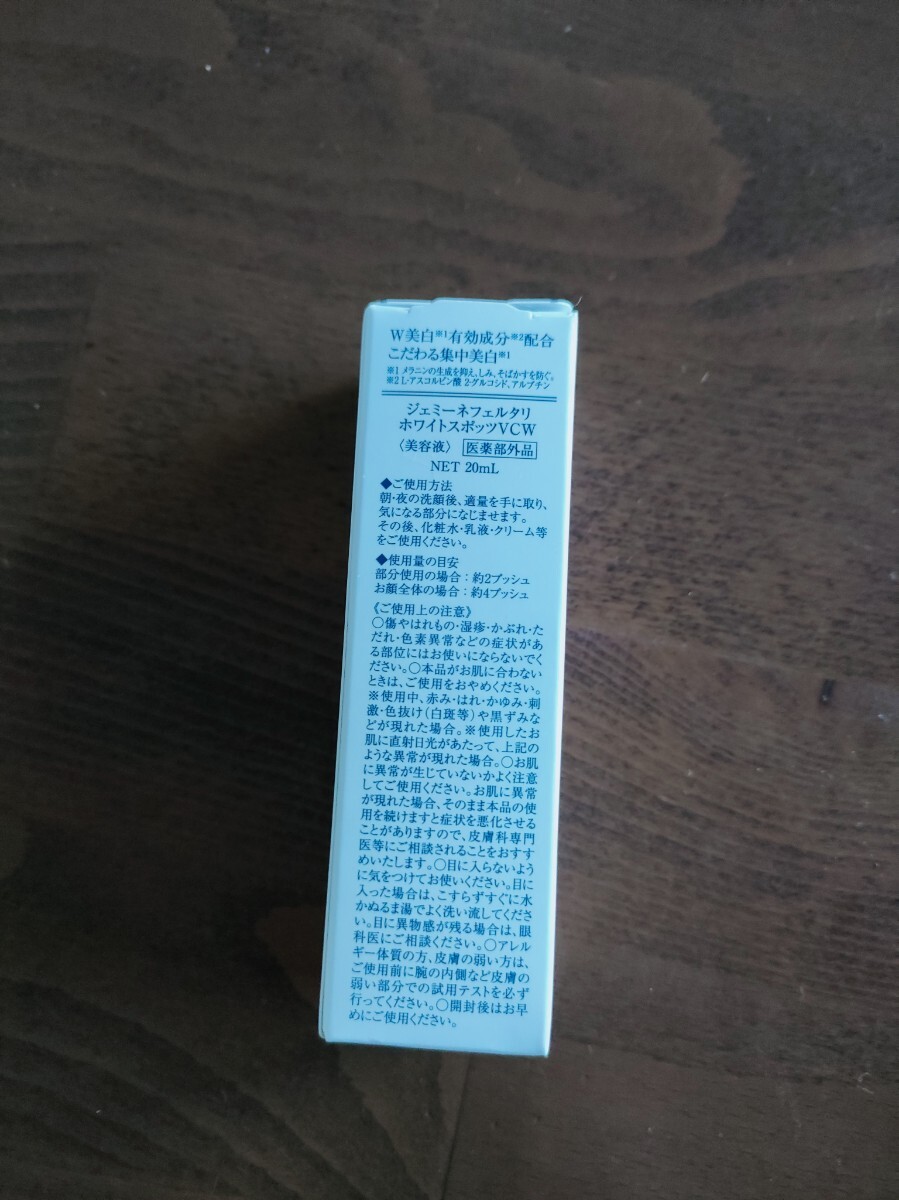 W美白※1有効成分※2配合
こだわる集中美白※1
※1 メラニンの生成を抑え、しみ、そばかすを防ぐ。
※2 L-アスコルビン酸 2-グルコシド、アルブチン
ジェミーネフェルタリ
ホワイトスポッツVCW
〈美容液〉 医薬部外品
NET 20mL
◆ご使用方法
朝・夜の洗顔後、適量を手に取り、
気になる部分になじませます。
その後、化粧水・乳液・クリーム等
をご使用ください。
◆使用量の目安
部分使用の場合：約2プッシュ
お顔全体の場合：約4プッシュ
《ご使用上の注意》
○傷やはれもの・湿疹・かぶれ・た
だれ・色素異常などの症状があ
る部位にはお使いにならないでく
ださい。○本品がお肌に合わない
ときは、ご使用をおやめください。
※使用中、赤み・はれ・かゆみ・刺
激・色抜け（白斑等）や黒ずみな
どが現れた場合。※使用したお
肌に直射日光があたって、上記の
ような異常が現れた場合。○お肌
に異常が生じていないかよく注意
してご使用ください。お肌に異常
が現れた場合、そのまま本品の使
用を続けますと症状を悪化させる
ことがありますので、皮膚科専門
医等にご相談されることをおすす
めいたします。○目に入らないよう
に気をつけてお使いください。目に
入った場合は、こすらずすぐに水
かぬるま湯でよく洗い流してくださ
い。目に異物感が残る場合は、眼
科医にご相談ください。○アレル
ギー体質の方、皮膚の弱い方は、
ご使用前に腕の内側など皮膚の
弱い部分での試用テストを必ず
行ってください。○開封後はお早
めにご使用ください。